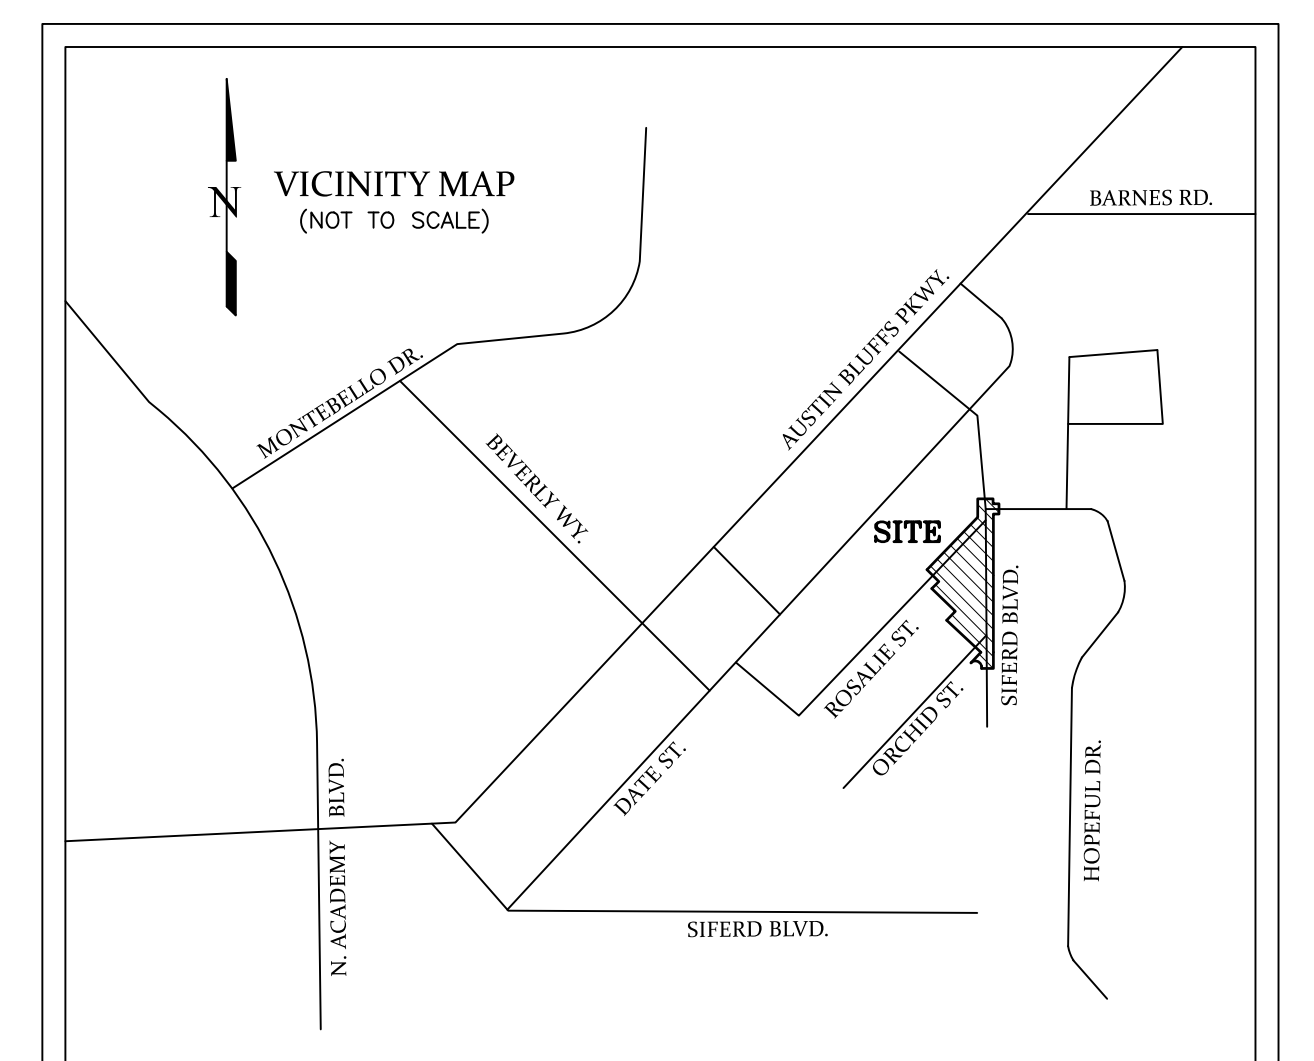 VICINITY MAP
N
(NOT TO SCALE)
BARNES RD.
AUSTIN BLUFFS PKWY.
MONTEBELLO DR.
BEVERLY WY.
SITE
SIFERD BLVD.
ROSALIE ST.
ORCHID ST.
DATE ST.
HOPEFUL DR.
N. ACADEMY BLVD.
SIFERD BLVD.